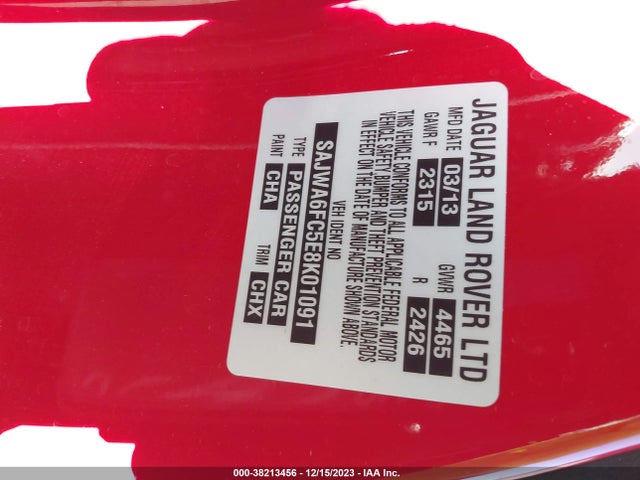 JAGUAR LAND ROVER LTD
MFD DATE 03/13 GVWR 4465
GAWR F 2315 R 2426
THIS VEHICLE CONFORMS TO ALL APPLICABLE FEDERAL MOTOR
VEHICLE SAFETY BUMPER AND THEFT PREVENTION STANDARDS
IN EFFECT ON THE DATE OF MANUFACTURE SHOWN ABOVE.
VEH IDENT NO
SAJWA6FC5E8K01091
TYPE PASSENGER CAR
PAINT CHA TRIM CHX
000-38213456 - 12/15/2023 - IAA Inc.